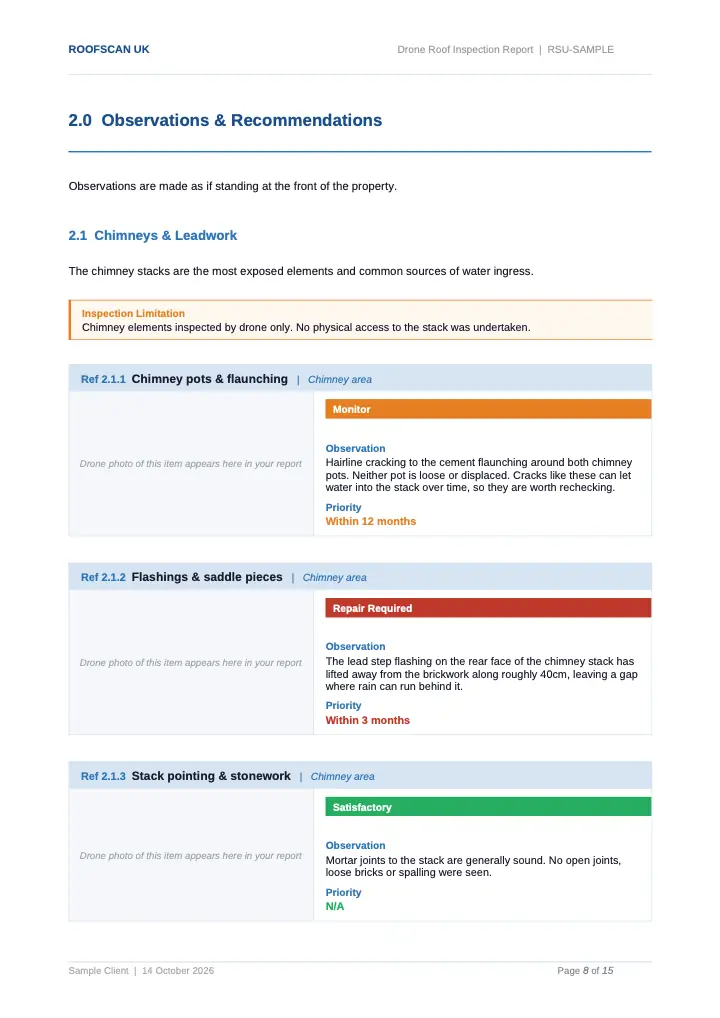 ROOFSCAN UK
Drone Roof Inspection Report | RSU-SAMPLE
2.0 Observations & Recommendations
Observations are made as if standing at the front of the property.
2.1 Chimneys & Leadwork
The chimney stacks are the most exposed elements and common sources of water ingress.
Inspection Limitation
Chimney elements inspected by drone only. No physical access to the stack was undertaken.
Ref 2.1.1 Chimney pots & flaunching | Chimney area
Drone photo of this item appears here in your report
Monitor
Observation
Hairline cracking to the cement flaunching around both chimney
pots. Neither pot is loose or displaced. Cracks like these can let
water into the stack over time, so they are worth rechecking.
Priority
Within 12 months
Ref 2.1.2 Flashings & saddle pieces | Chimney area
Drone photo of this item appears here in your report
Repair Required
Observation
The lead step flashing on the rear face of the chimney stack has
lifted away from the brickwork along roughly 40cm, leaving a gap
where rain can run behind it.
Priority
Within 3 months
Ref 2.1.3 Stack pointing & stonework | Chimney area
Drone photo of this item appears here in your report
Satisfactory
Observation
Mortar joints to the stack are generally sound. No open joints,
loose bricks or spalling were seen.
Priority
N/A
Sample Client | 14 October 2026
Page 8 of 15